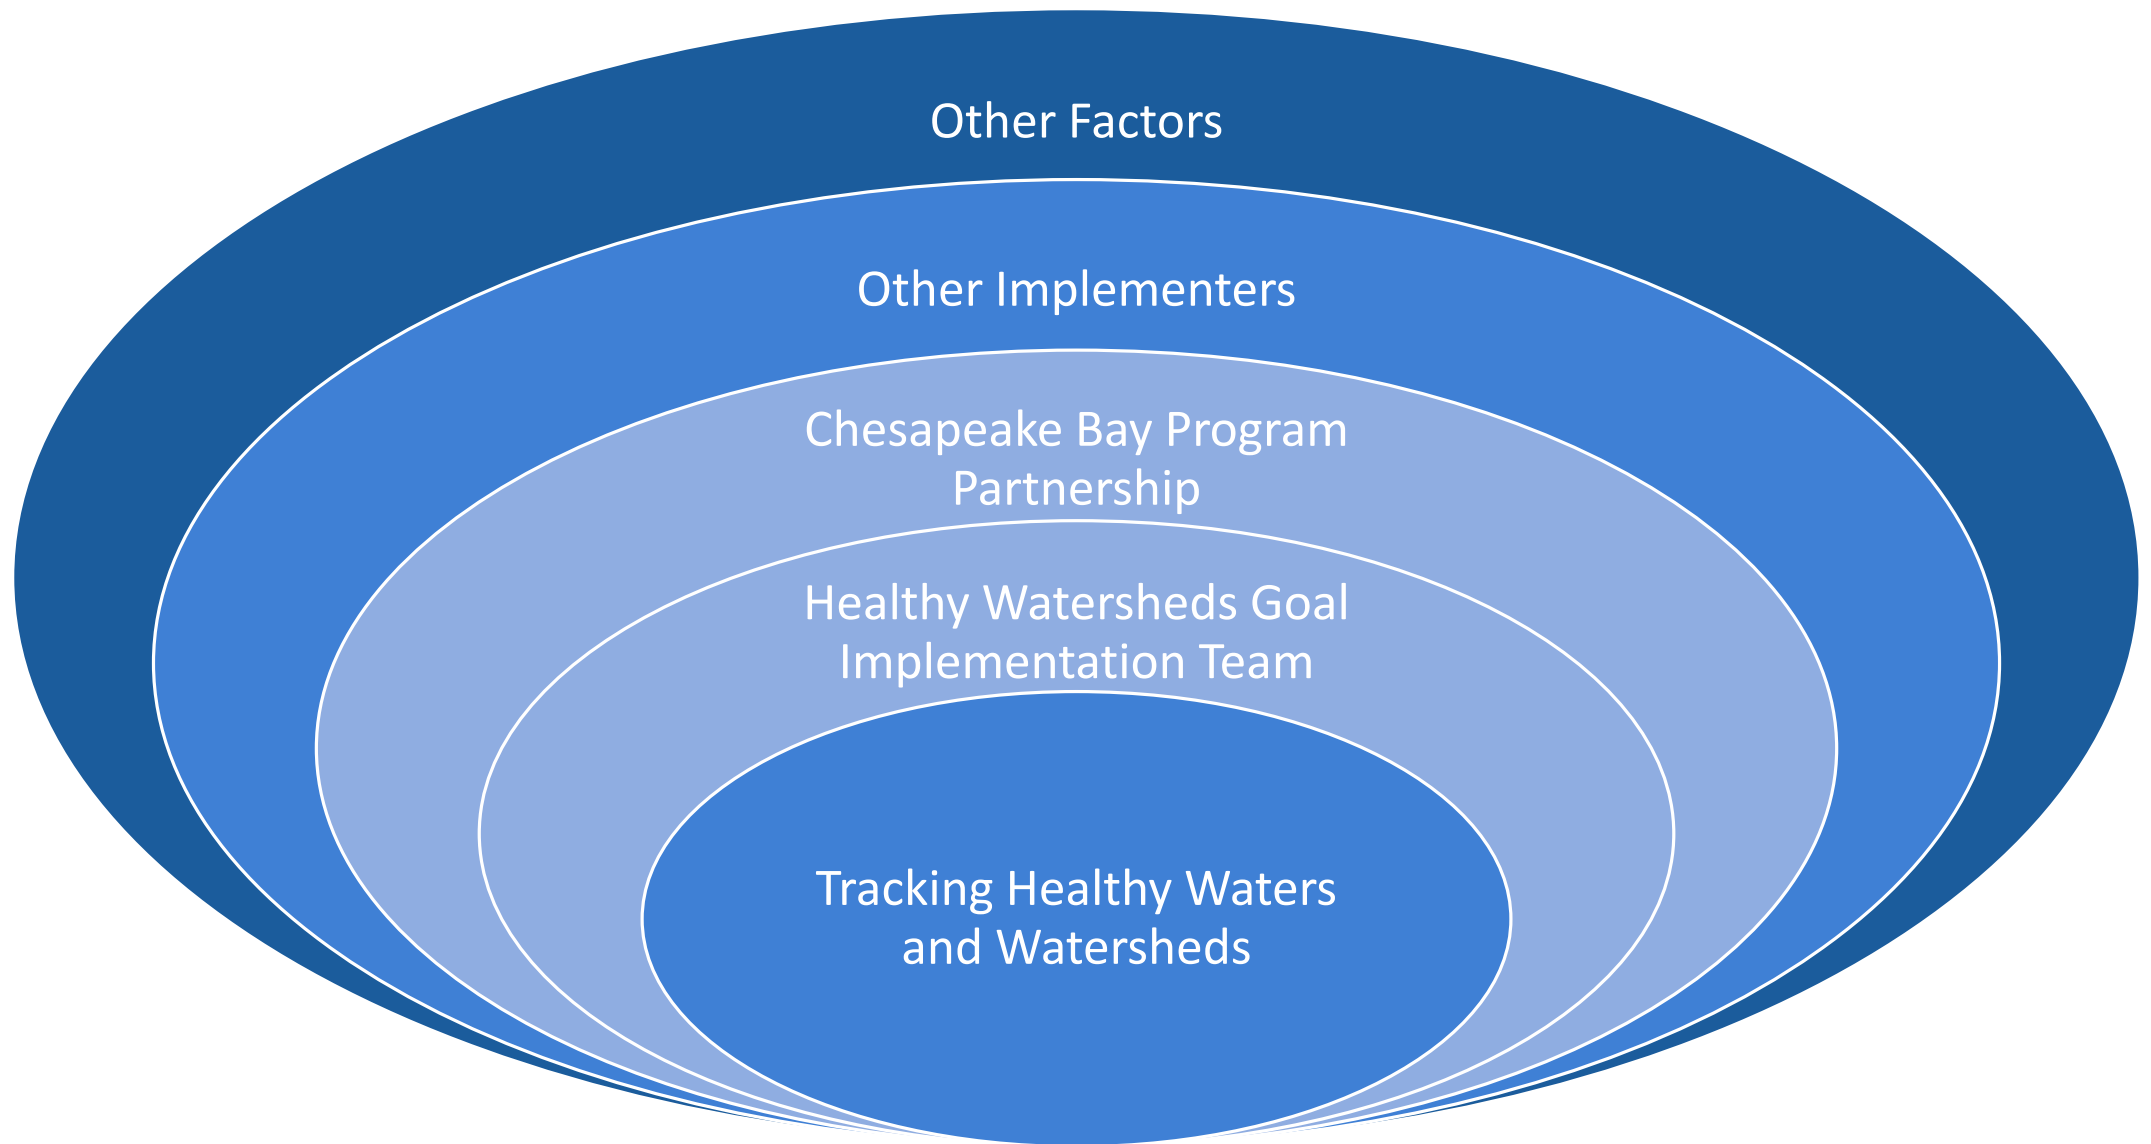 Other Factors
Other Implementers
Chesapeake Bay Program
Partnership
Healthy Watersheds Goal
Implementation Team
Tracking Healthy Waters
and Watersheds